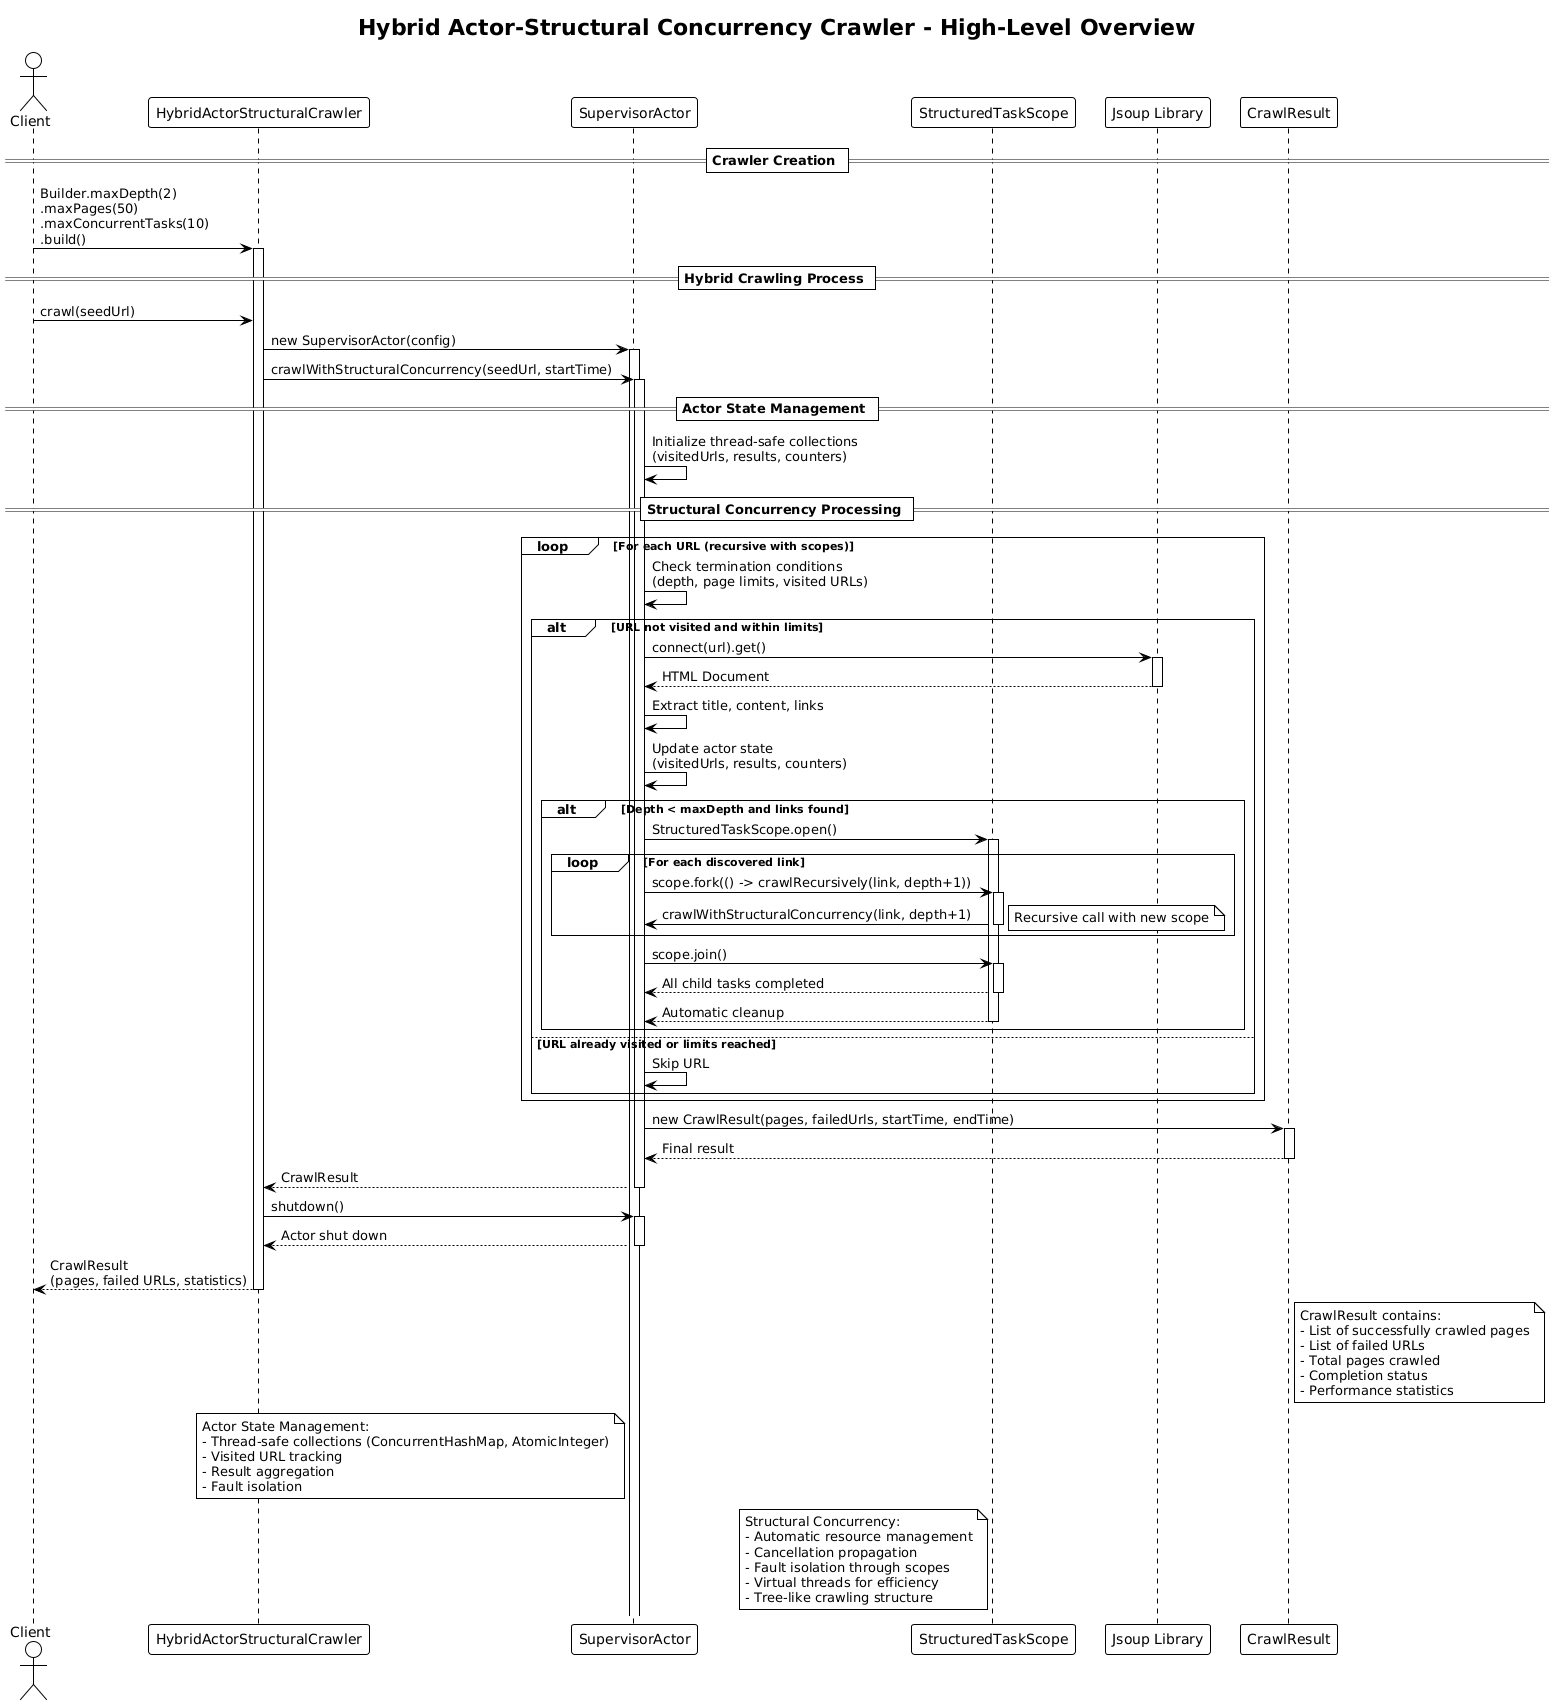 Hybrid Actor-Structural Concurrency Crawler - High-Level Overview
Client
HybridActorStructuralCrawler
SupervisorActor
StructuredTaskScope
Jsoup Library
CrawlResult
Crawler Creation
Builder.maxDepth(2)
.maxPages(50)
.maxConcurrentTasks(10)
.build()
Hybrid Crawling Process
crawl(seedUrl)
new SupervisorActor(config)
crawlWithStructuralConcurrency(seedUrl, startTime)
Actor State Management
Initialize thread-safe collections
(visitedUrls, results, counters)
Structural Concurrency Processing
loop [For each URL (recursive with scopes)]
Check termination conditions
(depth, page limits, visited URLs)
alt [URL not visited and within limits]
connect(url).get()
HTML Document
Extract title, content, links
Update actor state
(visitedUrls, results, counters)
alt [Depth < maxDepth and links found]
StructuredTaskScope.open()
loop [For each discovered link]
scope.fork(() -> crawlRecursively(link, depth+1))
crawlWithStructuralConcurrency(link, depth+1)
Recursive call with new scope
scope.join()
All child tasks completed
Automatic cleanup
[URL already visited or limits reached]
Skip URL
new CrawlResult(pages, failedUrls, startTime, endTime)
Final result
CrawlResult
shutdown()
Actor shut down
CrawlResult
(pages, failed URLs, statistics)
CrawlResult contains:
- List of successfully crawled pages
- List of failed URLs
- Total pages crawled
- Completion status
- Performance statistics
Actor State Management:
- Thread-safe collections (ConcurrentHashMap, AtomicInteger)
- Visited URL tracking
- Result aggregation
- Fault isolation
Structural Concurrency:
- Automatic resource management
- Cancellation propagation
- Fault isolation through scopes
- Virtual threads for efficiency
- Tree-like crawling structure
Client
HybridActorStructuralCrawler
SupervisorActor
StructuredTaskScope
Jsoup Library
CrawlResult